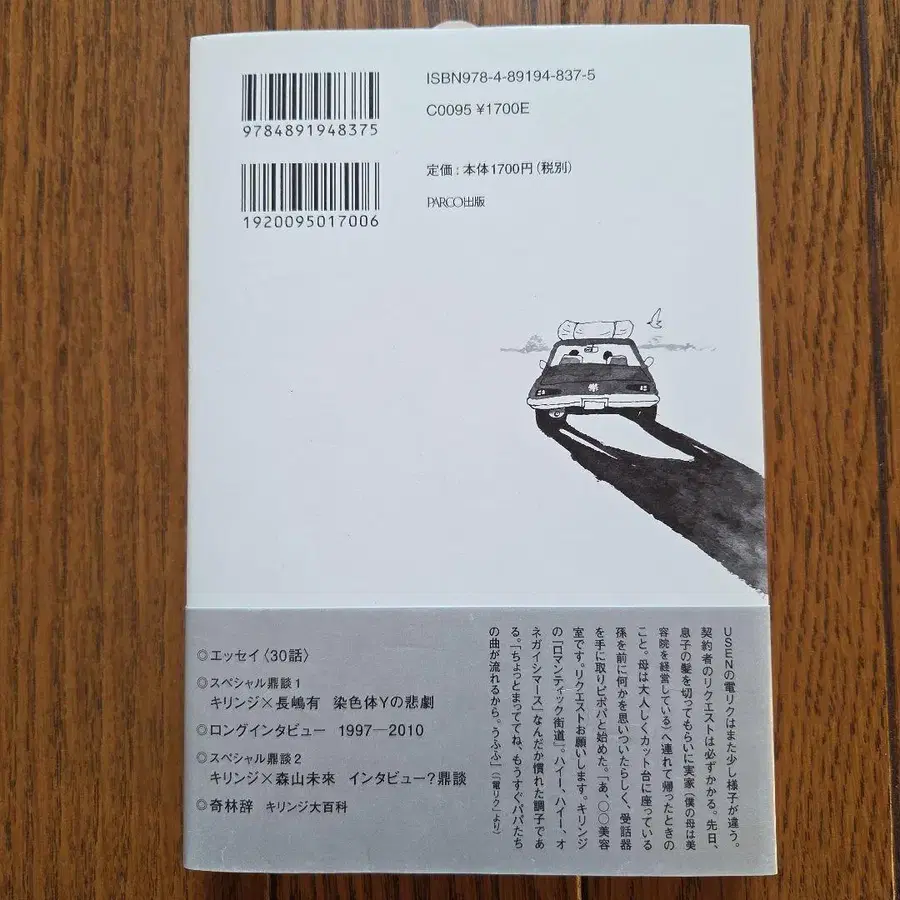 ISBN978-4-89194-837-5
C0095 ¥1700E
9784891948375
定価:本体1700円(税別)
PARCO出版
1920095017006
◎エッセイ〈30話〉
◎スペシャル鼎談1
キリンジ×長嶋有 染色体Yの悲劇
◎ロングインタビュー 1997—2010
◎スペシャル鼎談2
キリンジ×森山未來 インタビュー?鼎談
◎奇林辞 キリンジ大百科
USENの電リクはまた少し様子が違う。
契約者のリクエストは必ずかかる。先日、
息子の髪を切ってもらいに実家(僕の母は美
容院を経営している)へ連れて帰ったときの
こと。母は大人しくカット台に座っている
孫を前に何かを思いついたらしく、受話器
を手に取りピポパと始めた。「あ、〇〇美容
室です。リクエストお願いします。キリンジ
の「ロマンティック街道」。ハイー、ハイー、オ
ネガイシマース」なんだか慣れた調子であ
る。「ちょっとまっててね、もうすぐパパたち
の曲が流れるから。うふふ」(「電リク」より)